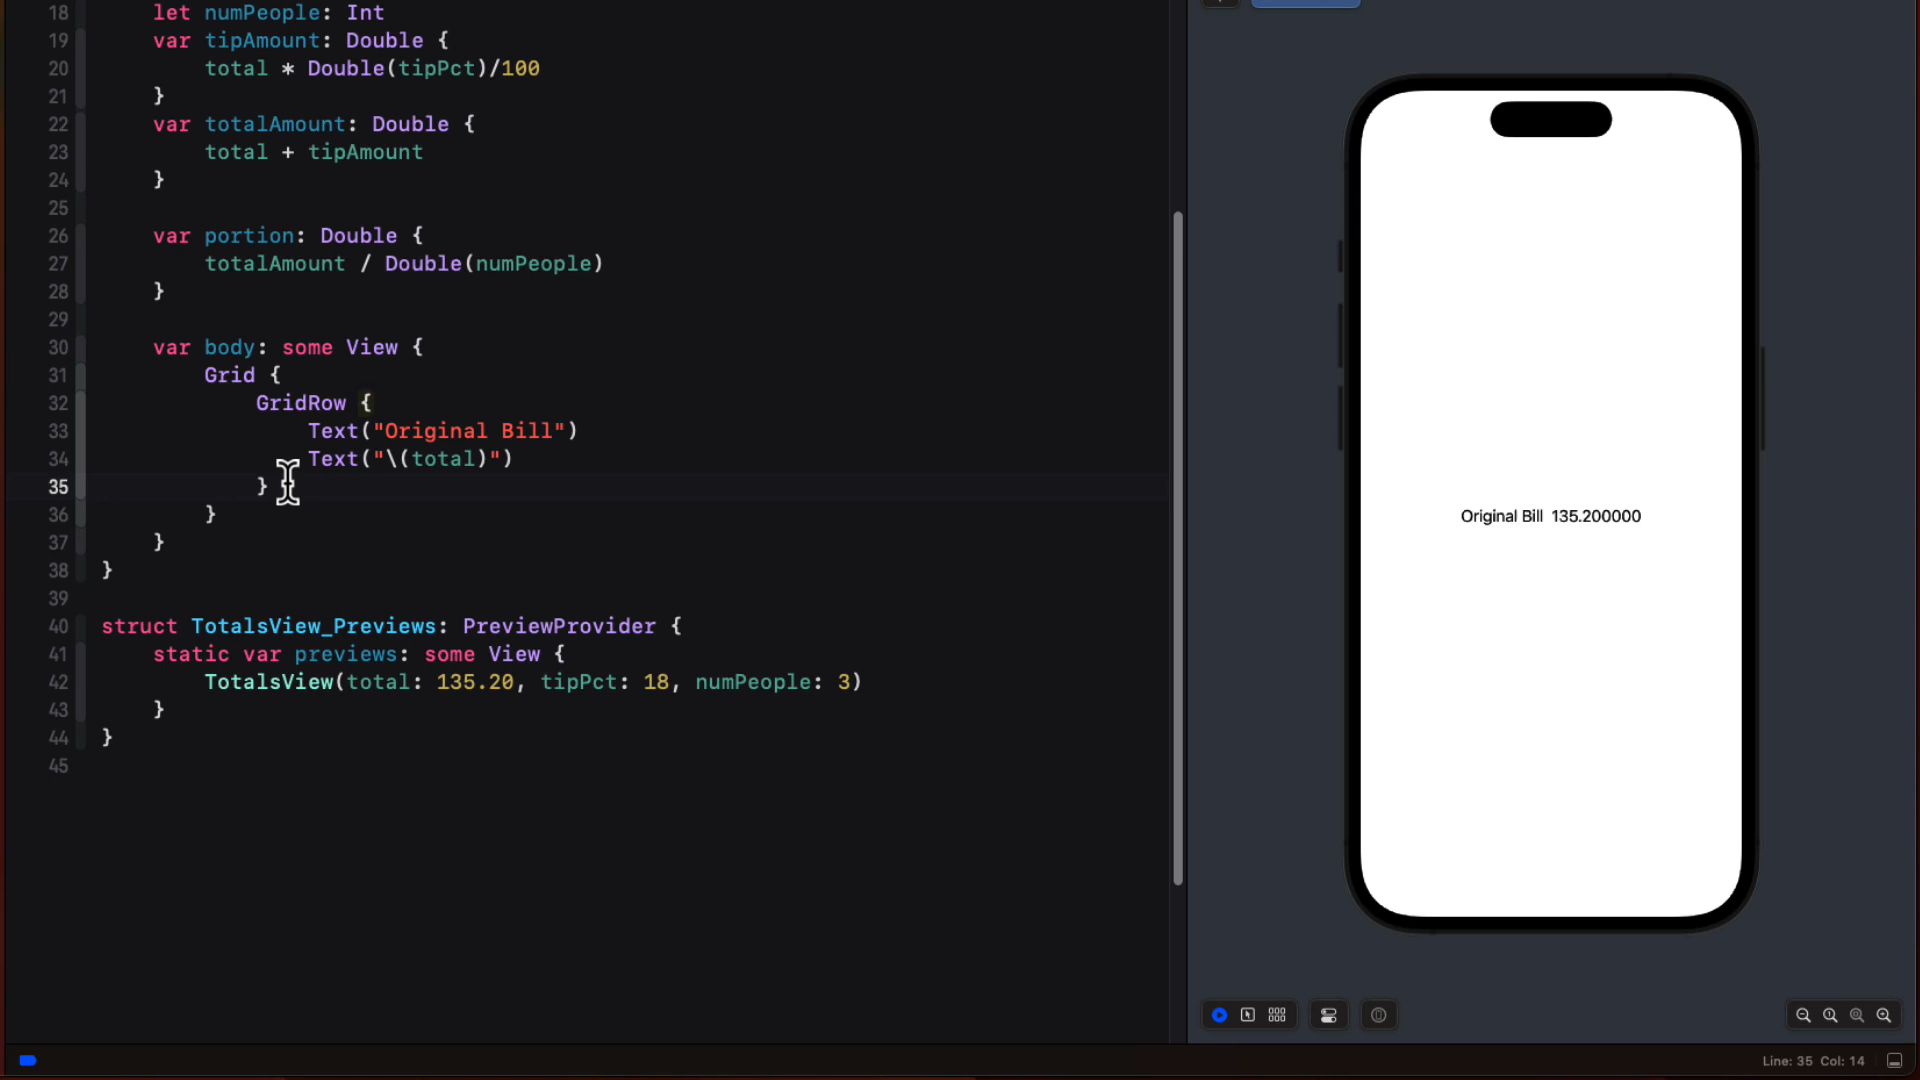 18 let numPeople: Int
19 var tipAmount: Double {
20 total * Double(tipPct)/100
21 }
22 var totalAmount: Double {
23 total + tipAmount
24 }
25
26 var portion: Double {
27 totalAmount / Double(numPeople)
28 }
29
30 var body: some View {
31 Grid {
32 GridRow {
33 Text("Original Bill")
34 Text("\(total)")
35 }
36 }
37 }
38 }
39
40 struct TotalsView_Previews: PreviewProvider {
41 static var previews: some View {
42 TotalsView(total: 135.20, tipPct: 18, numPeople: 3)
43 }
44 }
45
Original Bill 135.200000
Line: 35 Col: 14